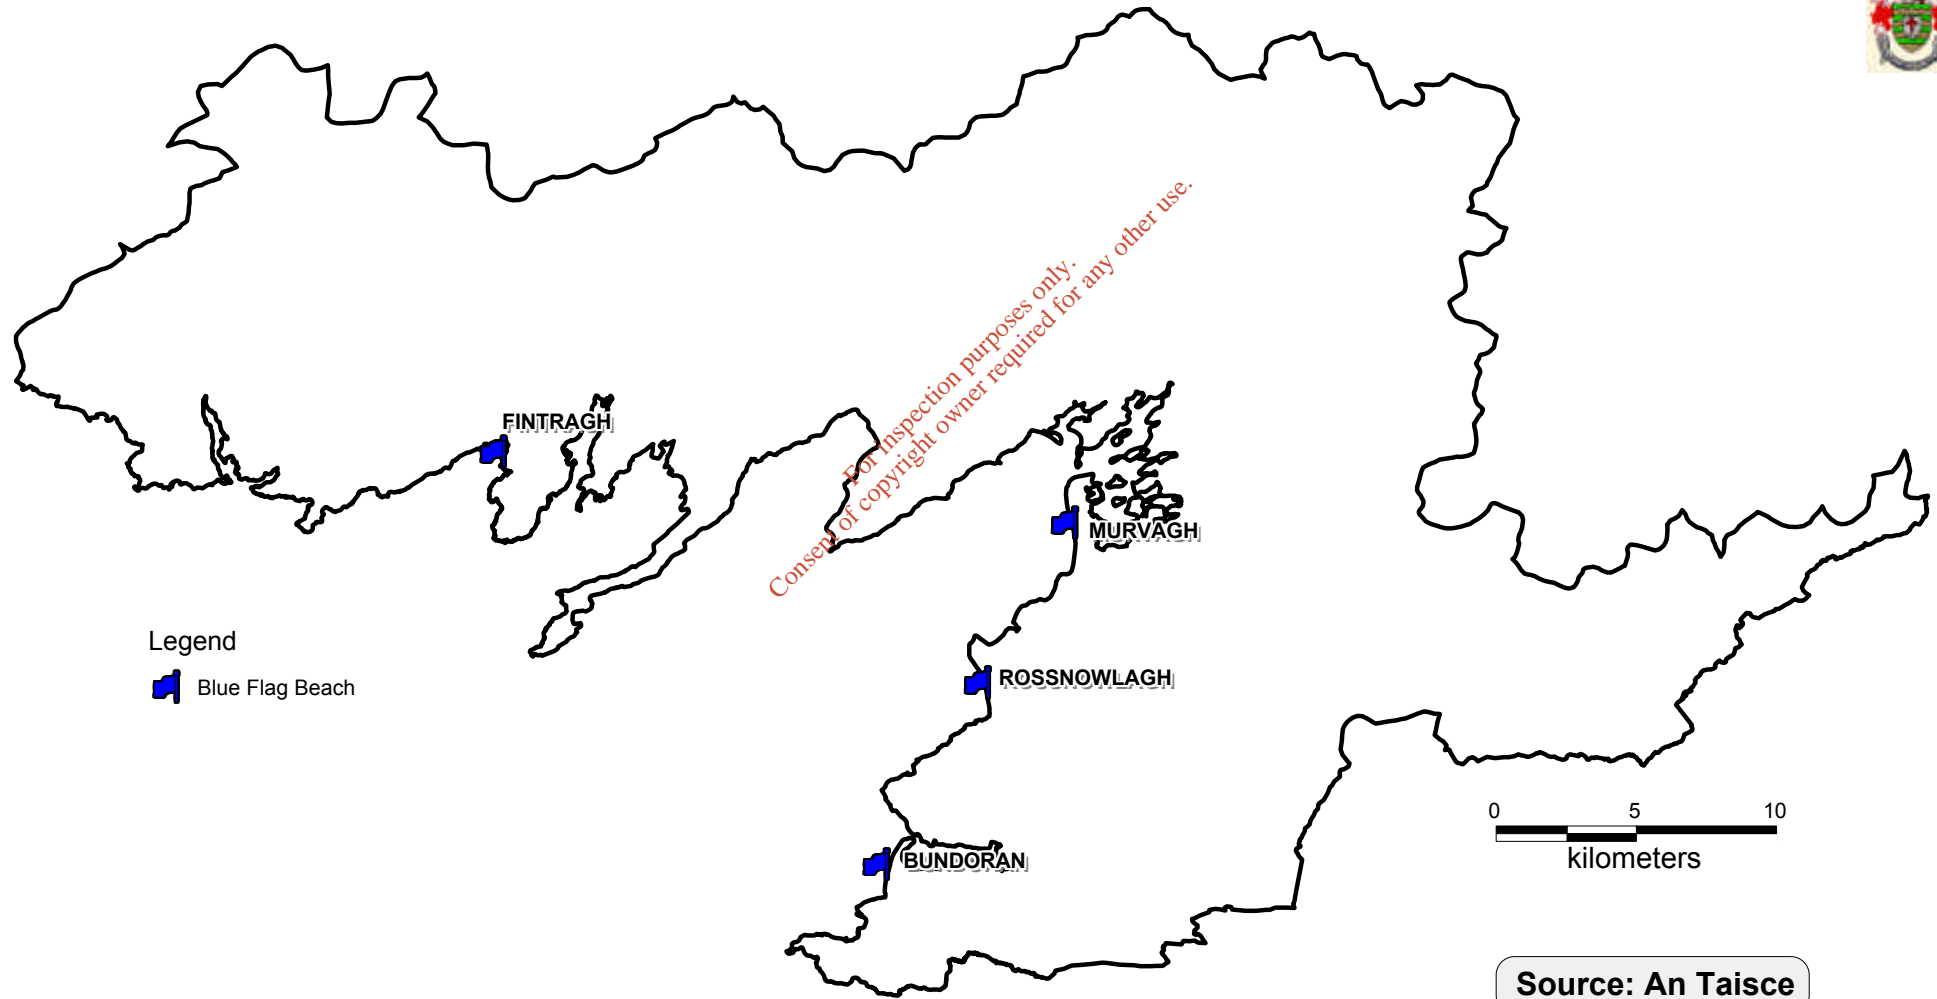 For inspection purposes only.
Consent of copyright owner required for any other use.
FINTRAGH
MURVAGH
Legend
Blue Flag Beach
ROSSNOWLAGH
BUNDORAN
0 5 10
kilometers
Source: An Taisce